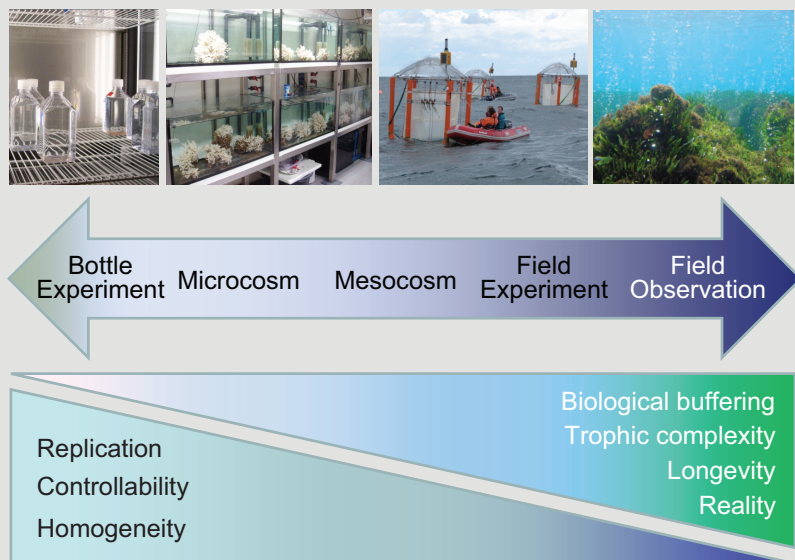 Bottle
Experiment
Microcosm
Mesocosm
Field
Experiment
Field
Observation
Biological buffering
Trophic complexity
Longevity
Reality
Replication
Controllability
Homogeneity